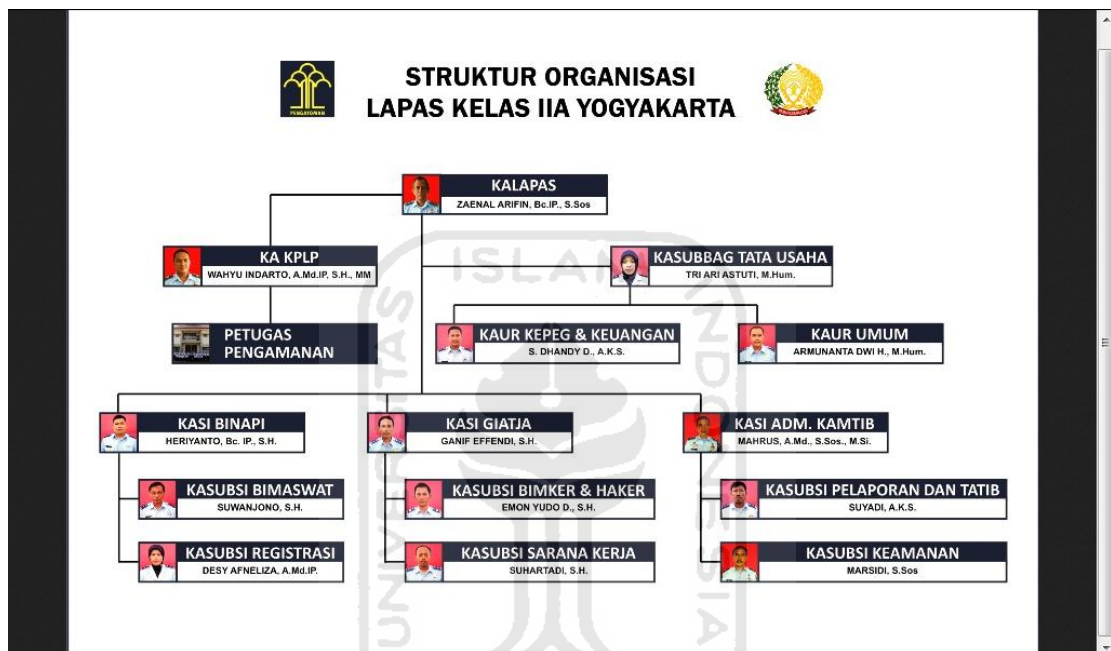 STRUKTUR ORGANISASI
LAPAS KELAS IIA YOGYAKARTA
PENGAYOMAN
KALAPAS
ZAENAL ARIFIN, Bc.IP., S.Sos
KA KPLP
WAHYU INDARTO, A.Md.IP, S.H., MM
KASUBBAG TATA USAHA
TRI ARI ASTUTI, M.Hum.
PETUGAS
PENGAMANAN
KAUR KEPEG & KEUANGAN
S. DHANDY D., A.K.S.
KAUR UMUM
ARMUNANTA DWI H., M.Hum.
KASI BINAPI
HERIYANTO, Bc. IP., S.H.
KASI GIATJA
GANIF EFFENDI, S.H.
KASI ADM. KAMTIB
MAHRUS, A.Md., S.Sos., M.Si.
KASUBSI BIMASWAT
SUWANJONO, S.H.
KASUBSI BIMKER & HAKER
EMON YUDO D., S.H.
KASUBSI PELAPORAN DAN TATIB
SUYADI, A.K.S.
KASUBSI REGISTRASI
DESY AFNELIZA, A.Md.IP.
KASUBSI SARANA KERJA
SUHARTADI, S.H.
KASUBSI KEAMANAN
MARSIDI, S.Sos
UNIVERSITAS
ISLAM
INDONESIA